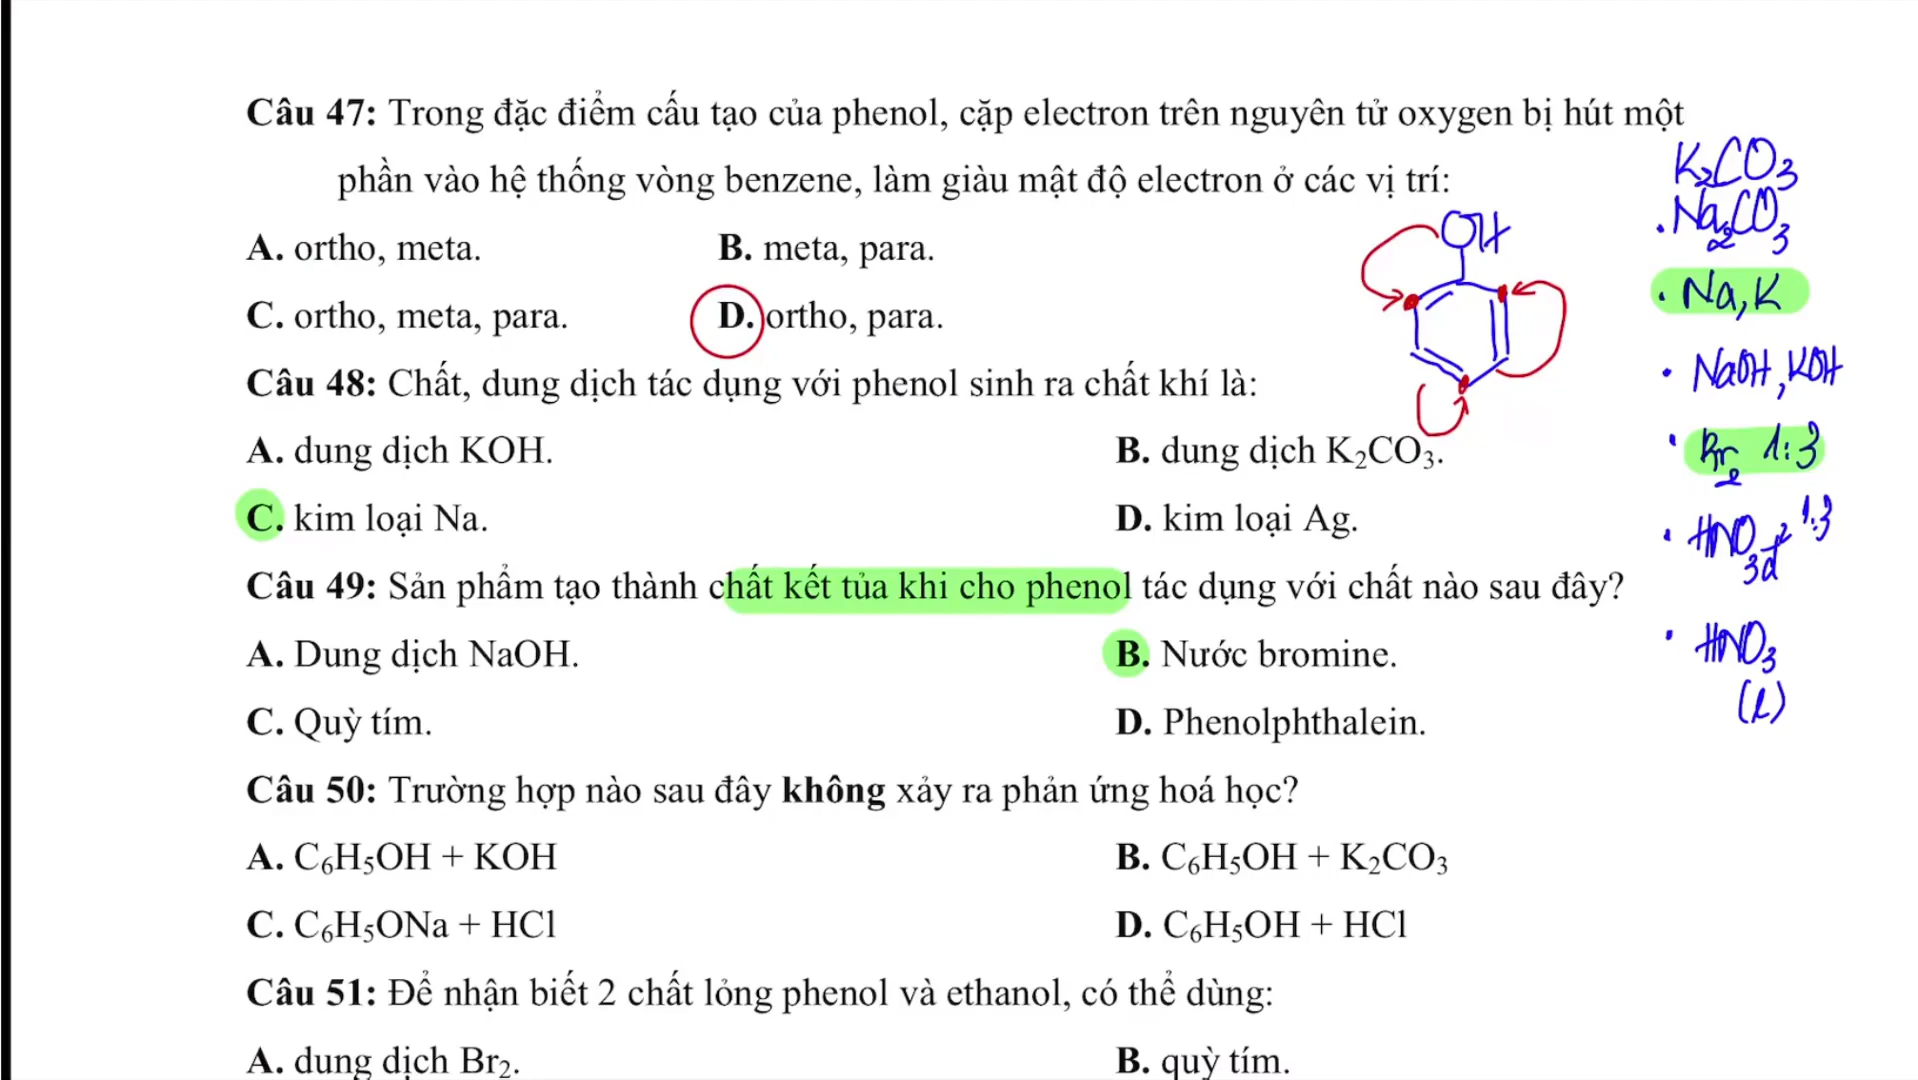 Câu 47: Trong đặc điểm cấu tạo của phenol, cặp electron trên nguyên tử oxygen bị hút một
phần vào hệ thống vòng benzene, làm giàu mật độ electron ở các vị trí:
A. ortho, meta. B. meta, para.
C. ortho, meta, para. D. ortho, para.
OH
K₂CO₃
. Na₂CO₃
. Na, K
. NaOH, KOH
. Br₂ 1:3
. HNO₃đ 1:3
. HNO₃
(l)
Câu 48: Chất, dung dịch tác dụng với phenol sinh ra chất khí là:
A. dung dịch KOH. B. dung dịch K₂CO₃.
C. kim loại Na. D. kim loại Ag.
Câu 49: Sản phẩm tạo thành chất kết tủa khi cho phenol tác dụng với chất nào sau đây?
A. Dung dịch NaOH. B. Nước bromine.
C. Quỳ tím. D. Phenolphthalein.
Câu 50: Trường hợp nào sau đây không xảy ra phản ứng hoá học?
A. C₆H₅OH + KOH B. C₆H₅OH + K₂CO₃
C. C₆H₅ONa + HCl D. C₆H₅OH + HCl
Câu 51: Để nhận biết 2 chất lỏng phenol và ethanol, có thể dùng:
A. dung dịch Br₂. B. quỳ tím.